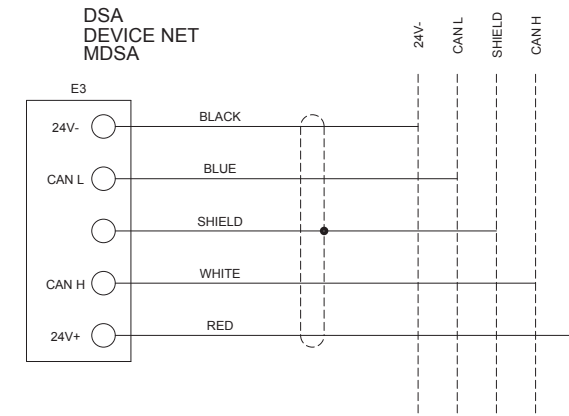 DSA
DEVICE NET
MDSA
24V-
CAN L
SHIELD
CAN H
E3
24V-
BLACK
CAN L
BLUE
SHIELD
CAN H
WHITE
24V+
RED